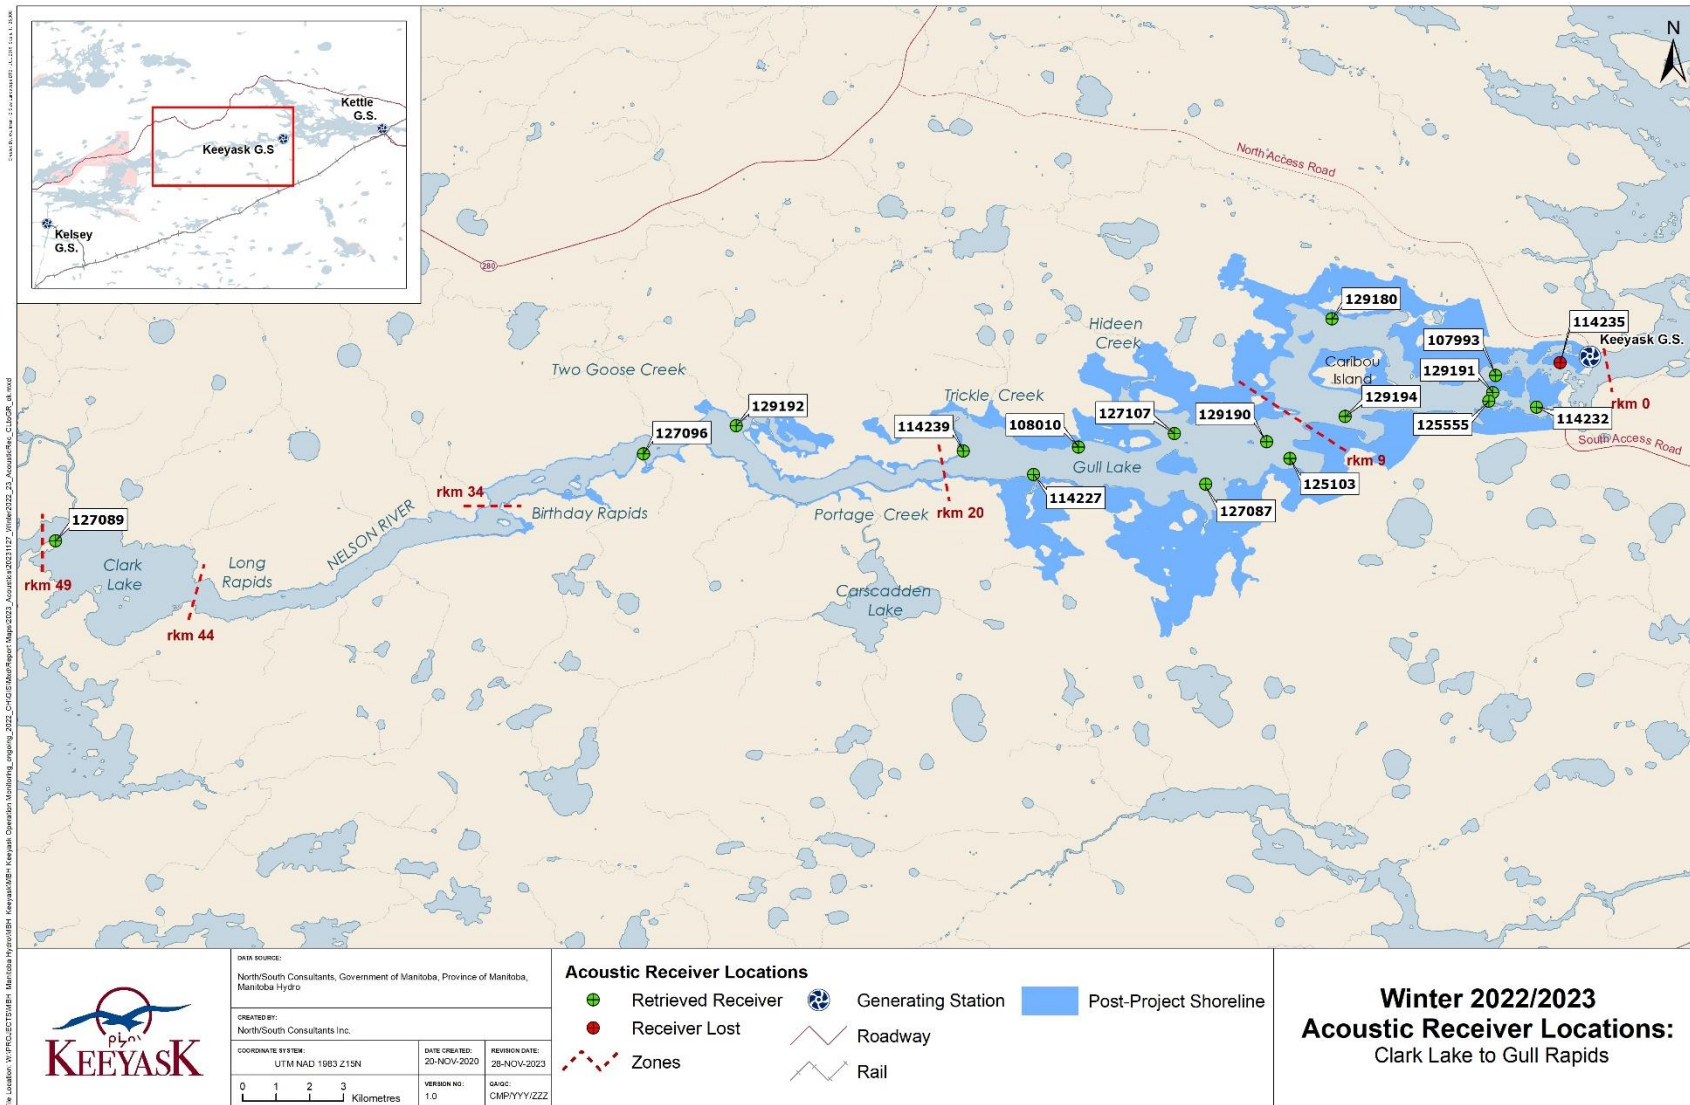 Kettle
G.S.
Keeyask G.S
Kelsey
G.S.
N
North Access Road
280
129180
Hideen
Creek
114235
107993
Keeyask G.S.
Two Goose Creek
Caribou
Island
129191
129192
Trickle Creek
129194
rkm 0
127107
129190
125555
114232
127096
114239
108010
South Access Road
Gull Lake
rkm 9
rkm 34
125103
114227
127087
Birthday Rapids
Portage Creek
rkm 20
127089
NELSON RIVER
Clark
Lake
Long
Rapids
rkm 49
Carscadden
Lake
rkm 44
KEEYASK
DATA SOURCE:
North/South Consultants, Government of Manitoba, Province of Manitoba,
Manitoba Hydro
CREATED BY:
North/South Consultants Inc.
COORDINATE SYSTEM:
UTM NAD 1983 Z15N
DATE CREATED:
20-NOV-2020
REVISION DATE:
28-NOV-2023
0 1 2 3 Kilometres
VERSION NO:
1.0
QA/QC:
CMP/YYY/ZZZ
Acoustic Receiver Locations
Retrieved Receiver
Receiver Lost
Zones
Generating Station
Roadway
Rail
Post-Project Shoreline
Winter 2022/2023
Acoustic Receiver Locations:
Clark Lake to Gull Rapids